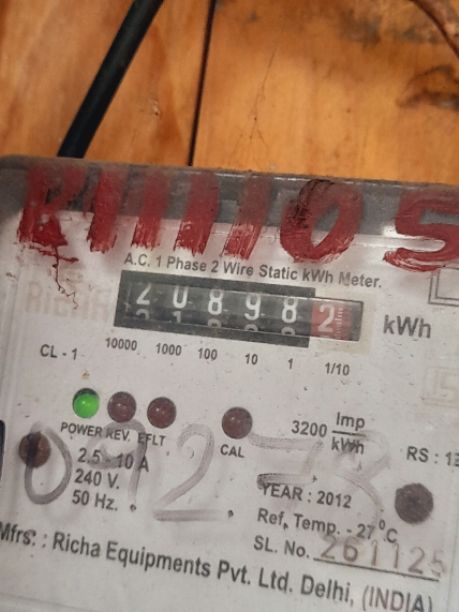 A.C. 1 Phase 2 Wire Static kWh Meter.
208982 kWh
CL - 1 10000 1000 100 10 1 1/10
POWER REV. EFLT CAL 3200 Imp/kWh
2.5 - 10 A
240 V.
50 Hz.
YEAR : 2012
Ref. Temp. - 27°C
SL. No. 261125
Mfrs. : Richa Equipments Pvt. Ltd. Delhi, (INDIA)